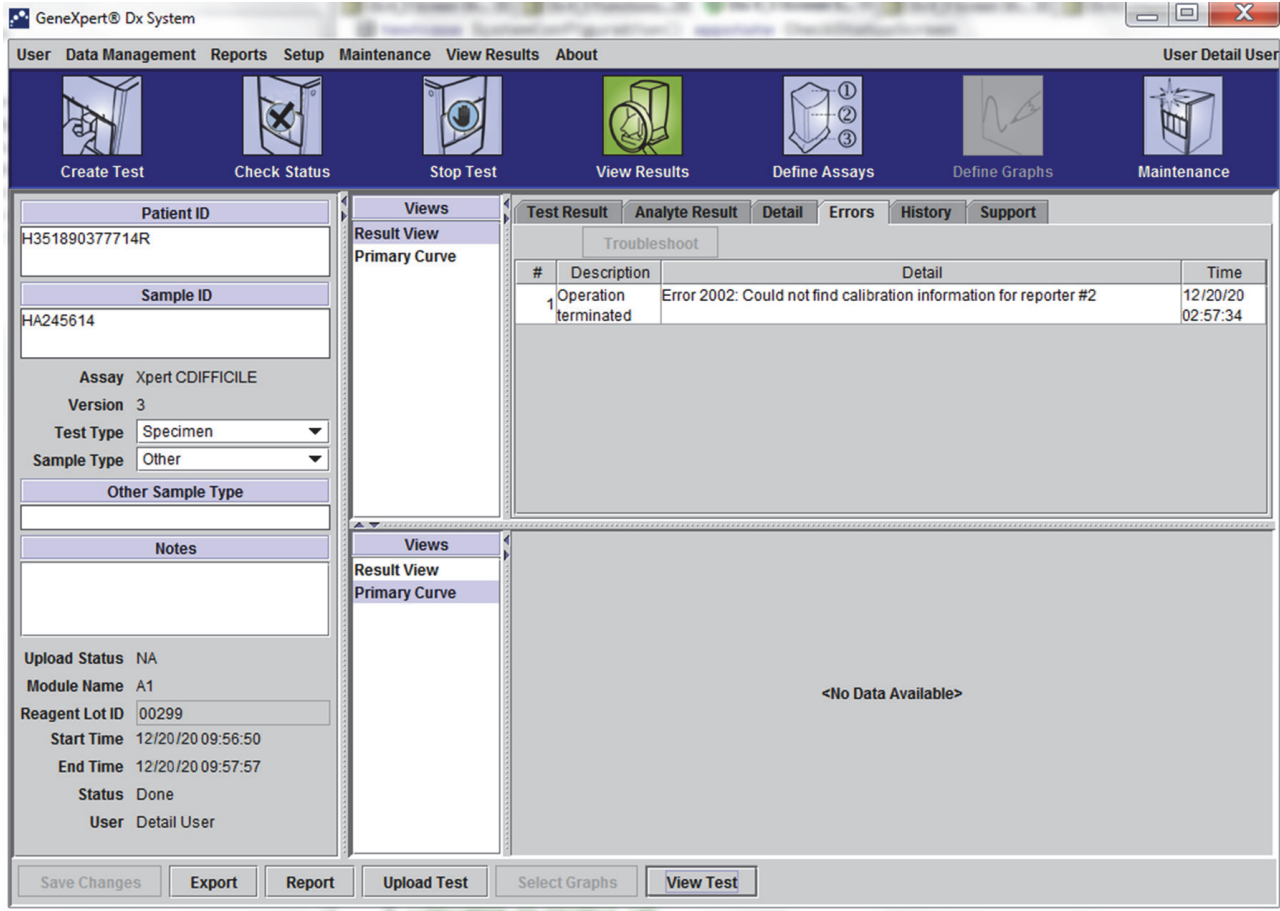 GeneXpert® Dx System
User Data Management Reports Setup Maintenance View Results About User Detail User
Create Test Check Status Stop Test View Results Define Assays Define Graphs Maintenance
1
2
3
Patient ID
H351890377714R
Sample ID
HA245614
Assay Xpert CDIFFICILE
Version 3
Test Type Specimen
Sample Type Other
Other Sample Type
Notes
Upload Status NA
Module Name A1
Reagent Lot ID 00299
Start Time 12/20/20 09:56:50
End Time 12/20/20 09:57:57
Status Done
User Detail User
Views
Result View
Primary Curve
Test Result Analyte Result Detail Errors History Support
Troubleshoot
# Description Detail Time
1 Operation terminated Error 2002: Could not find calibration information for reporter #2 12/20/20 02:57:34
Views
Result View
Primary Curve
<No Data Available>
Save Changes Export Report Upload Test Select Graphs View Test